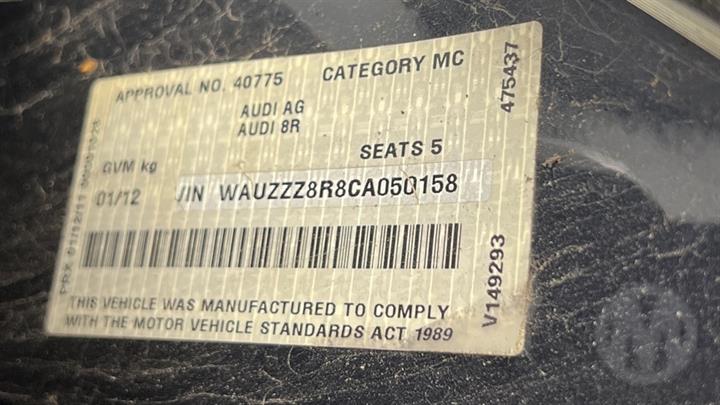 APPROVAL NO. 40775
CATEGORY MC
AUDI AG
AUDI 8R
SEATS 5
GVM kg
01/12
VIN WAUZZZ8R8CA050158
THIS VEHICLE WAS MANUFACTURED TO COMPLY
WITH THE MOTOR VEHICLE STANDARDS ACT 1989
475437
V149293